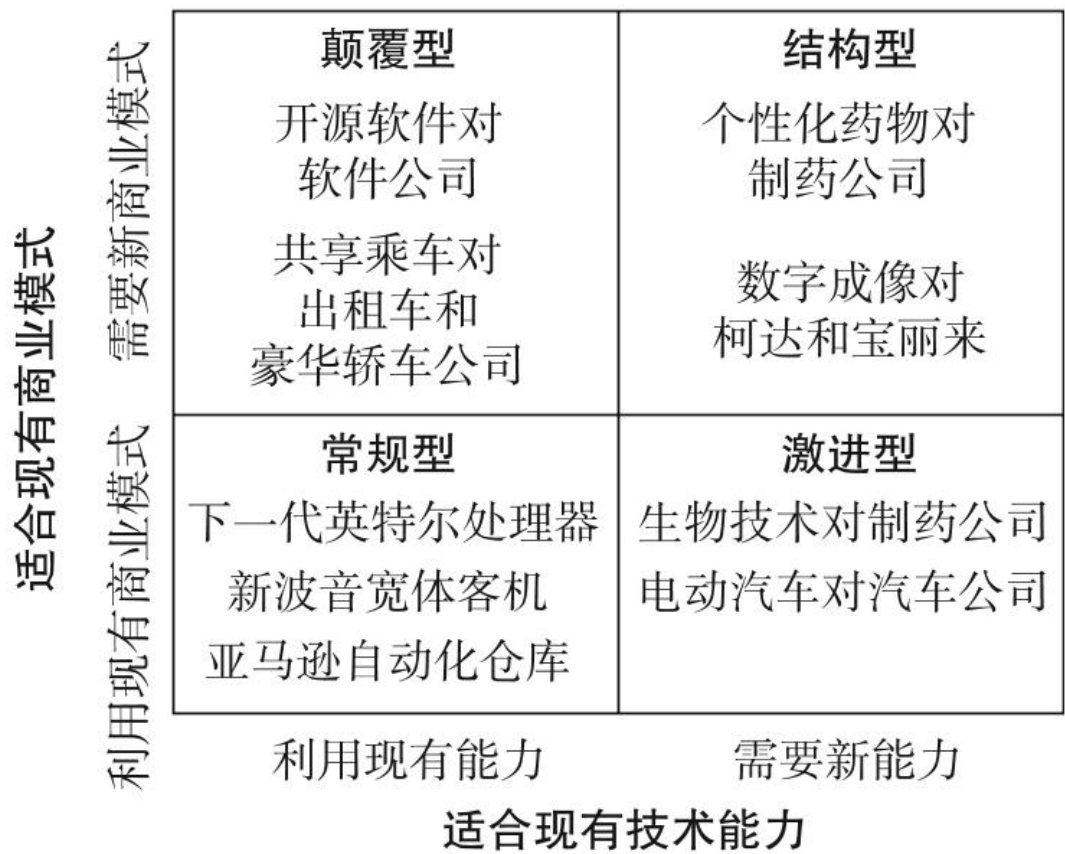 适合现有商业模式
需要新商业模式
颠覆型
开源软件对
软件公司
共享乘车对
出租车和
豪华轿车公司
结构型
个性化药物对
制药公司
数字成像对
柯达和宝丽来
利用现有商业模式
常规型
下一代英特尔处理器
新波音宽体客机
亚马逊自动化仓库
激进型
生物技术对制药公司
电动汽车对汽车公司
利用现有能力
需要新能力
适合现有技术能力